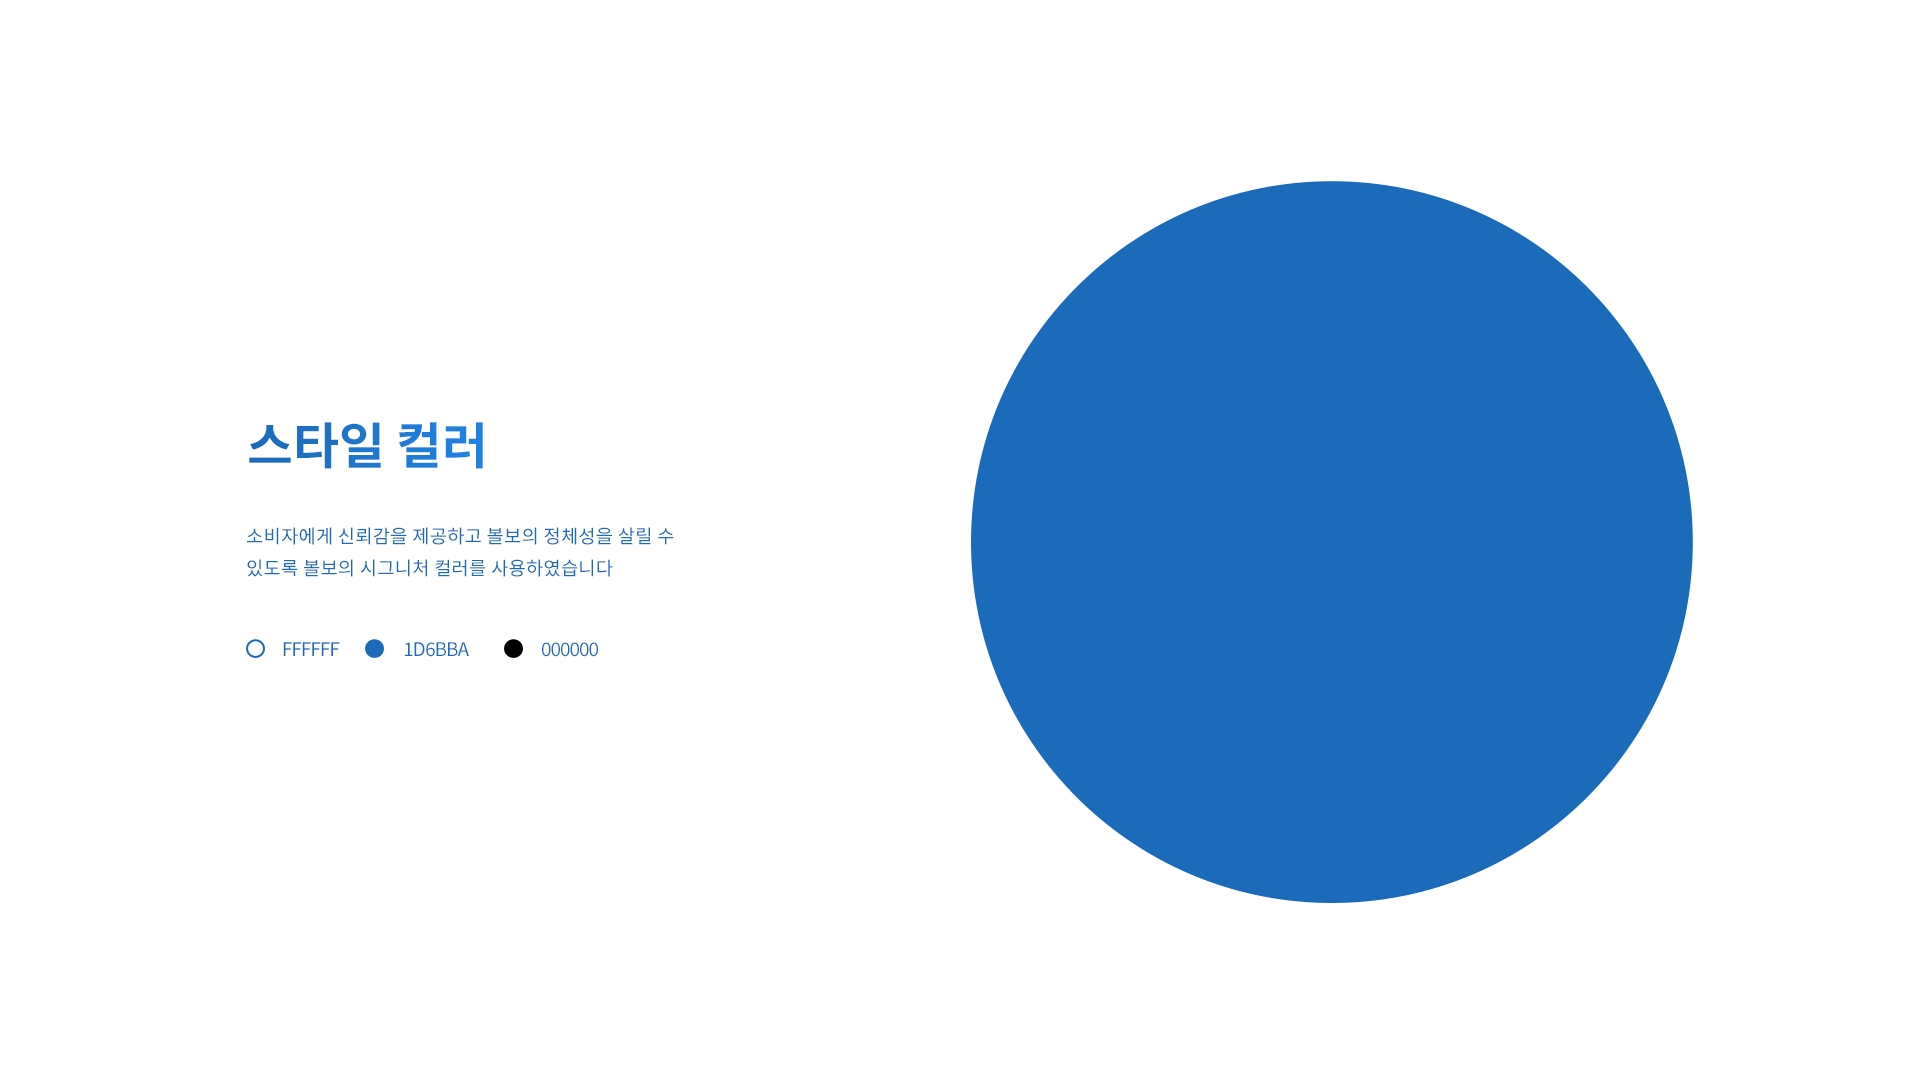 스타일 컬러
소비자에게 신뢰감을 제공하고 볼보의 정체성을 살릴 수
있도록 볼보의 시그니처 컬러를 사용하였습니다
FFFFFF 1D6BBA 000000